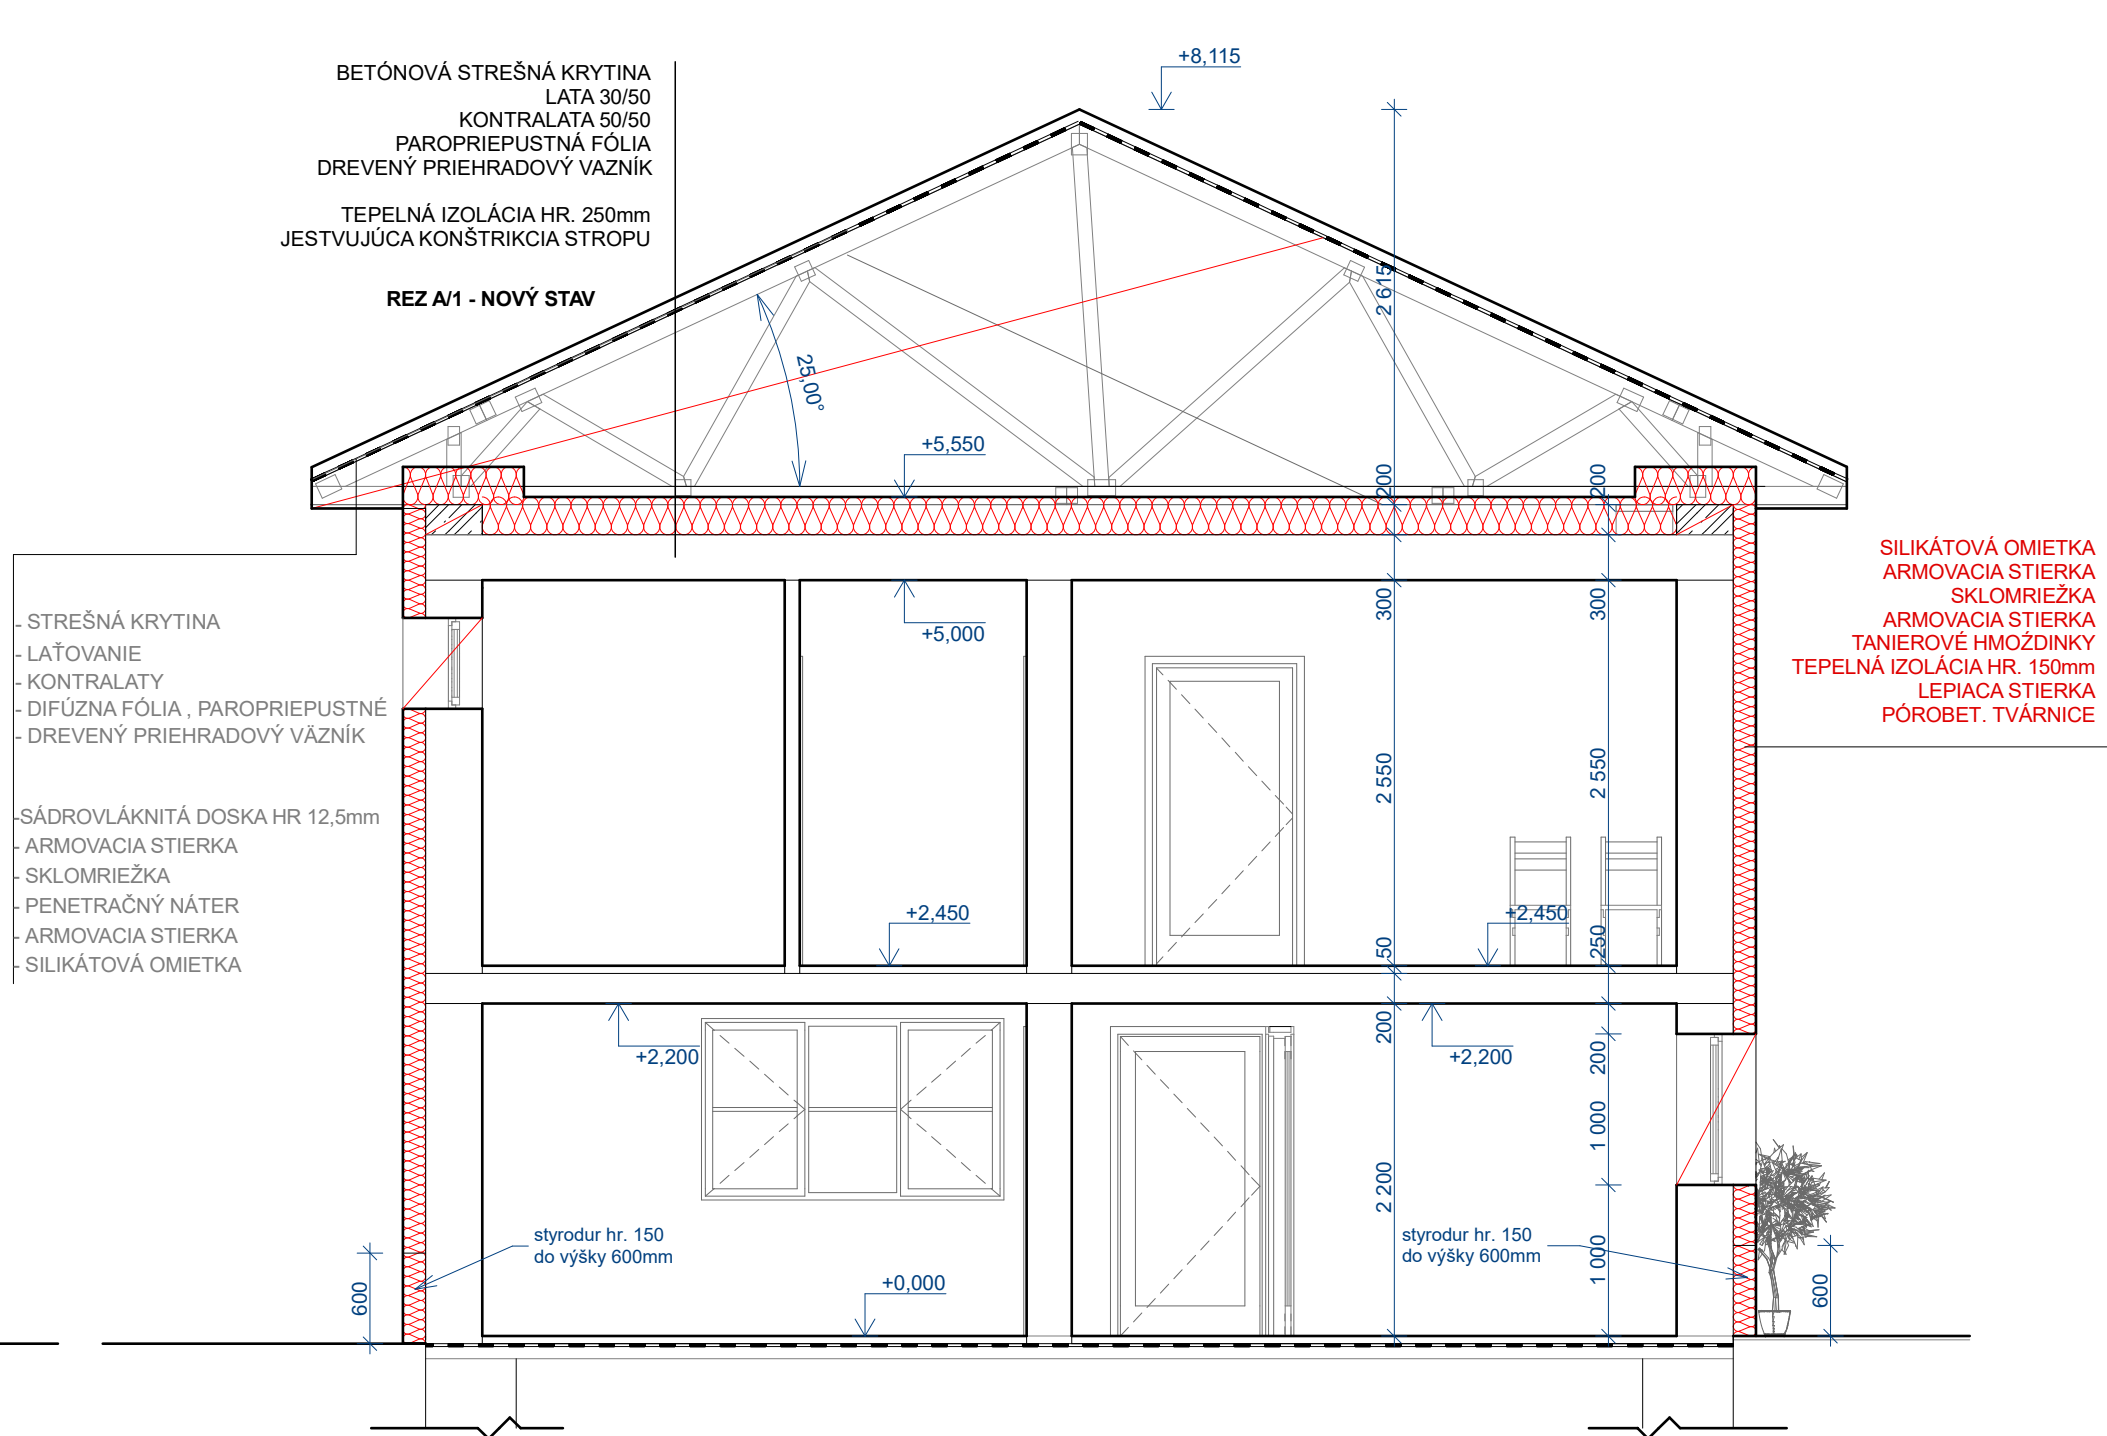 BETÓNOVÁ STREŠNÁ KRYTINA
LATA 30/50
KONTRALATA 50/50
PAROPRIEPUSTNÁ FÓLIA
DREVENÝ PRIEHRADOVÝ VAZNÍK
TEPELNÁ IZOLÁCIA HR. 250mm
JESTVUJÚCA KONŠTRIKCIA STROPU
REZ A/1 - NOVÝ STAV
+8,115
2 615
25,00°
+5,550
200
200
- STREŠNÁ KRYTINA
- LAŤOVANIE
- KONTRALATY
- DIFÚZNA FÓLIA , PAROPRIEPUSTNÉ
- DREVENÝ PRIEHRADOVÝ VÄZNÍK
-SÁDROVLÁKNITÁ DOSKA HR 12,5mm
- ARMOVACIA STIERKA
- SKLOMRIEŽKA
- PENETRAČNÝ NÁTER
- ARMOVACIA STIERKA
- SILIKÁTOVÁ OMIETKA
+5,000
300
300
SILIKÁTOVÁ OMIETKA
ARMOVACIA STIERKA
SKLOMRIEŽKA
ARMOVACIA STIERKA
TANIEROVÉ HMOŹDINKY
TEPELNÁ IZOLÁCIA HR. 150mm
LEPIACA STIERKA
PÓROBET. TVÁRNICE
2 550
2 550
+2,450
+2,450
50
250
+2,200
200
+2,200
200
1 000
2 200
1 000
styrodur hr. 150
do výšky 600mm
styrodur hr. 150
do výšky 600mm
600
+0,000
600